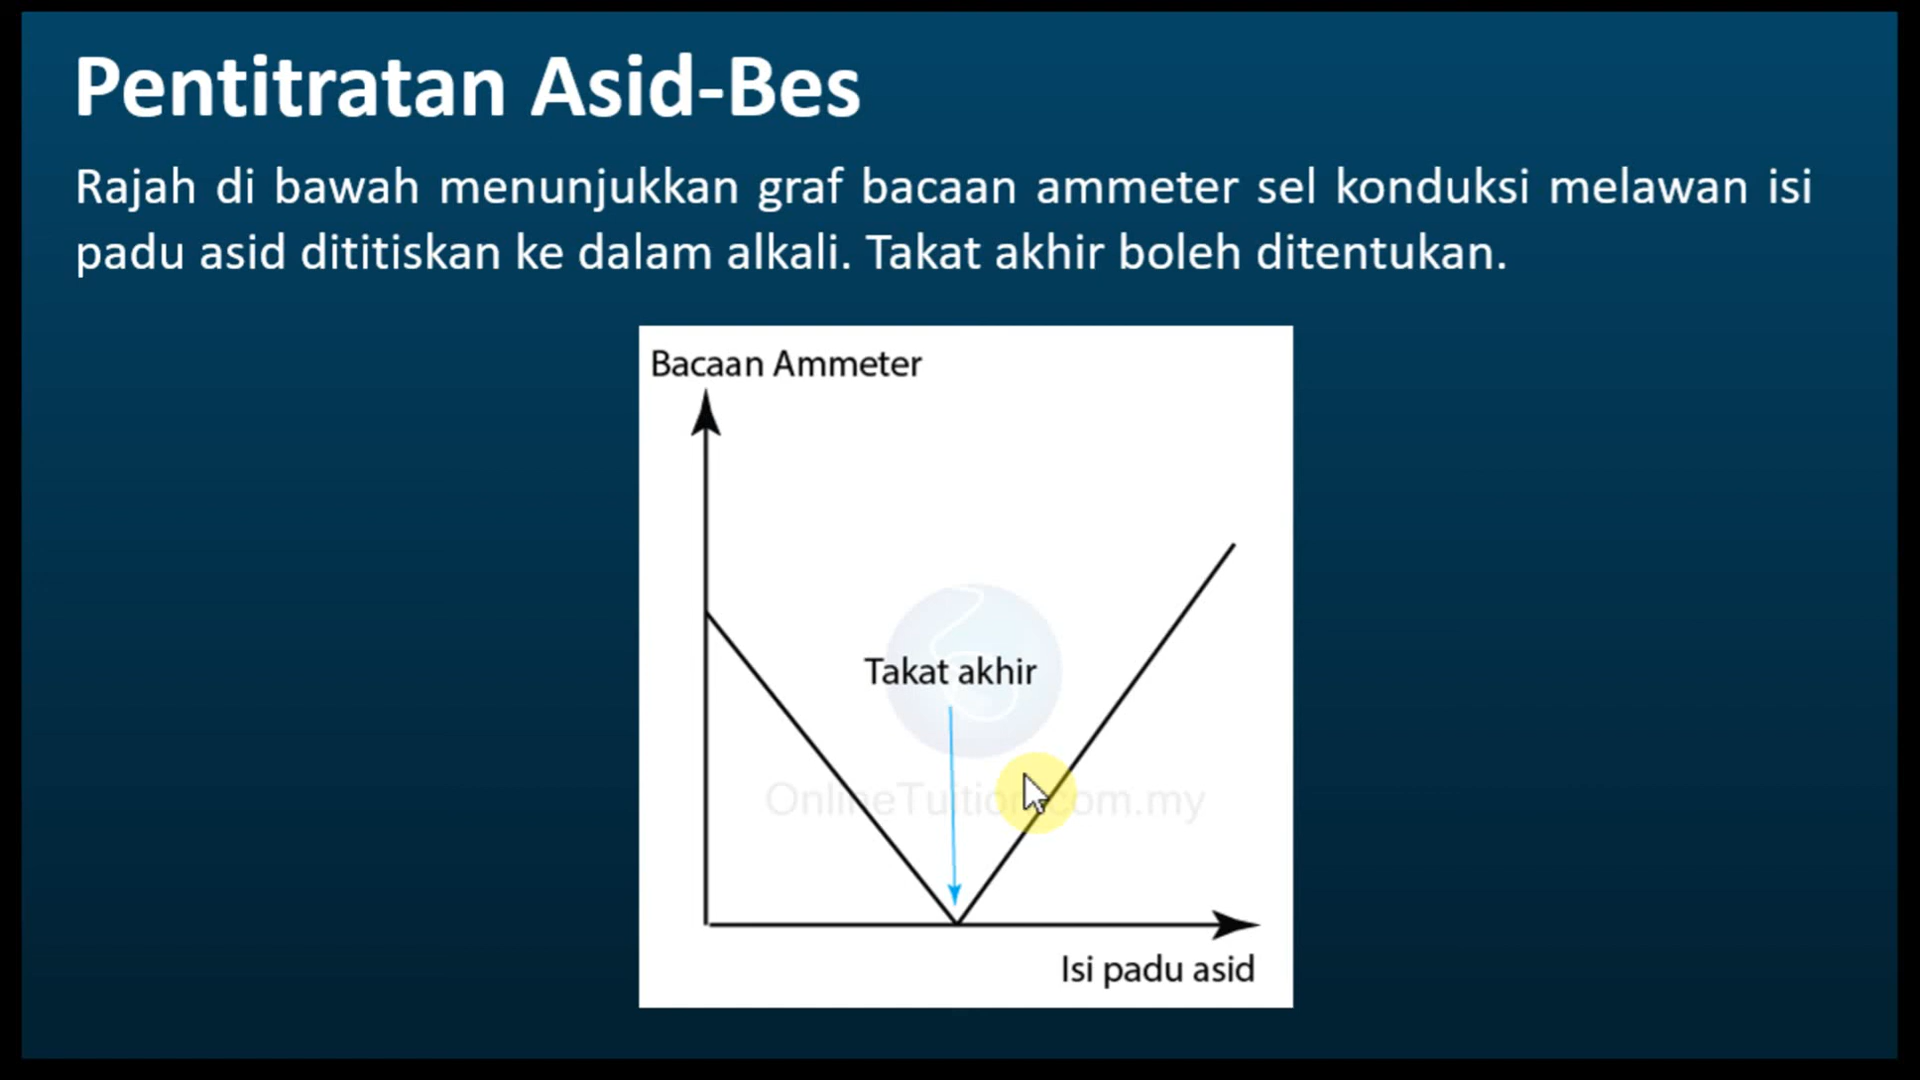 Pentitratan Asid-Bes
Rajah di bawah menunjukkan graf bacaan ammeter sel konduksi melawan isi
padu asid dititiskan ke dalam alkali. Takat akhir boleh ditentukan.
Bacaan Ammeter
Takat akhir
OnlineTuition.com.my
Isi padu asid